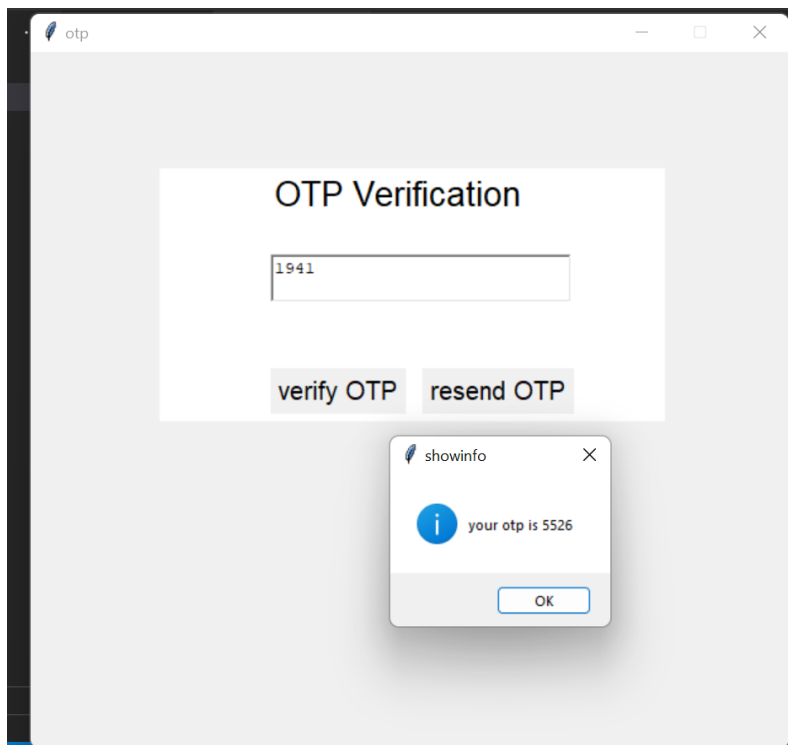 otp
OTP Verification
1941
verify OTP resend OTP
showinfo
your otp is 5526
OK